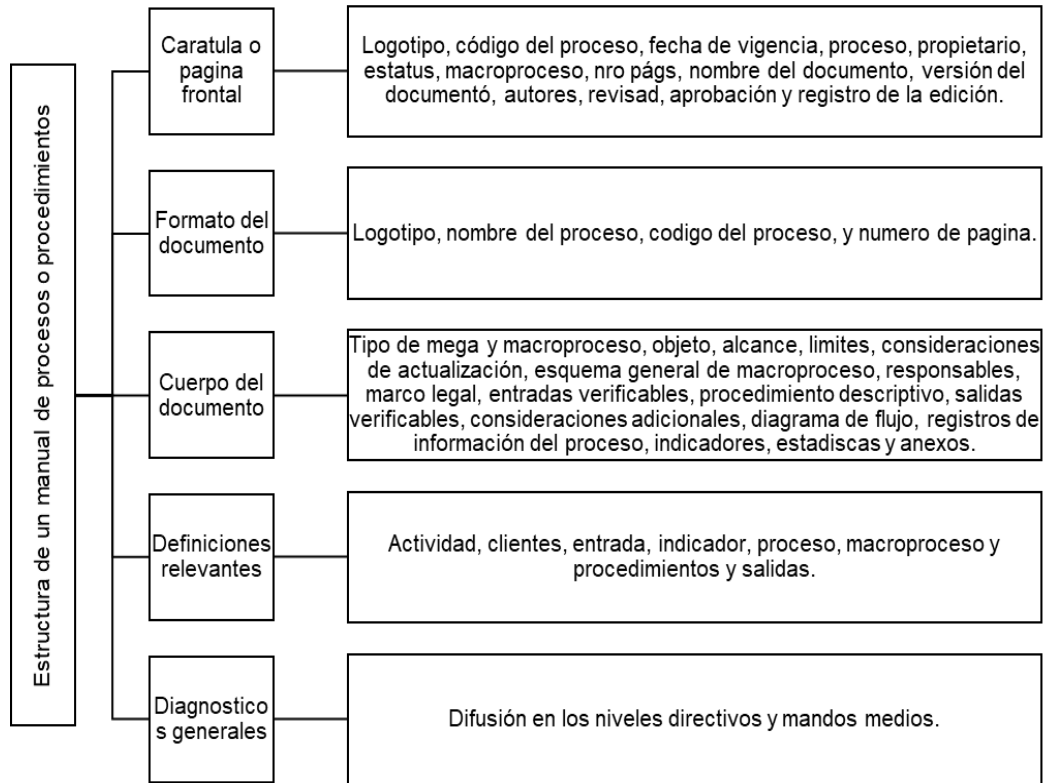 Estructura de un manual de procesos o procedimientos
Caratula o
pagina
frontal
Logotipo, código del proceso, fecha de vigencia, proceso, propietario,
estatus, macroproceso, nro págs, nombre del documento, versión del
documentó, autores, revisad, aprobación y registro de la edición.
Formato del
documento
Logotipo, nombre del proceso, codigo del proceso, y numero de pagina.
Cuerpo del
documento
Tipo de mega y macroproceso, objeto, alcance, limites, consideraciones
de actualización, esquema general de macroproceso, responsables,
marco legal, entradas verificables, procedimiento descriptivo, salidas
verificables, consideraciones adicionales, diagrama de flujo, registros de
información del proceso, indicadores, estadiscas y anexos.
Definiciones
relevantes
Actividad, clientes, entrada, indicador, proceso, macroproceso y
procedimientos y salidas.
Diagnostico
s generales
Difusión en los niveles directivos y mandos medios.